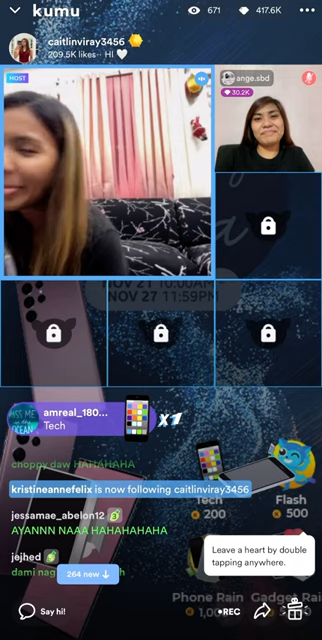 kumu
671
417.6K
caitlinviray3456
209.5K likes · HI
HOST
ange.sbd
30.2K
NOV 21 10:00AM
NOV 27 11:59PM
amreal_180...
Tech
X1
choppy daw HAHAHAHA
kristineannefelix is now following caitlinviray3456
jessamae_abelon12
AYANNN NAAA HAHAHAHAHA
jejhed
dami nag
264 new
Tech
200
Flash
500
Leave a heart by double
tapping anywhere.
Phone Rain
Gadget Rai
Say hi!
REC